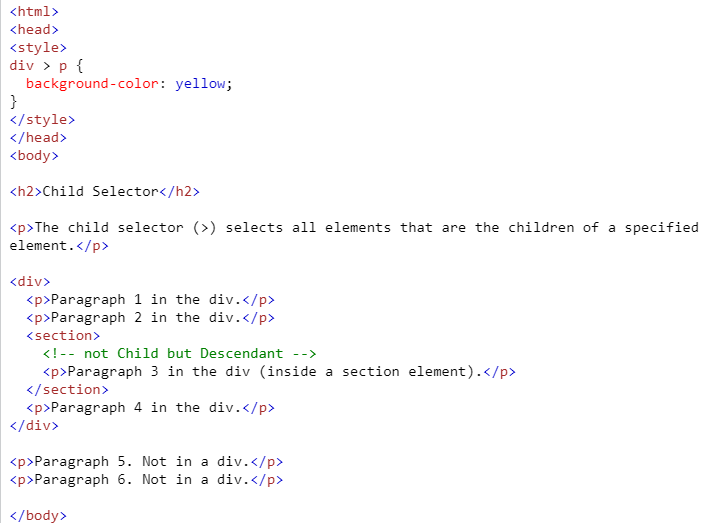 <html>
<head>
<style>
div > p {
  background-color: yellow;
}
</style>
</head>
<body>

<h2>Child Selector</h2>

<p>The child selector (>) selects all elements that are the children of a specified
element.</p>

<div>
  <p>Paragraph 1 in the div.</p>
  <p>Paragraph 2 in the div.</p>
  <section>
    <!-- not Child but Descendant -->
    <p>Paragraph 3 in the div (inside a section element).</p>
  </section>
  <p>Paragraph 4 in the div.</p>
</div>

<p>Paragraph 5. Not in a div.</p>
<p>Paragraph 6. Not in a div.</p>

</body>